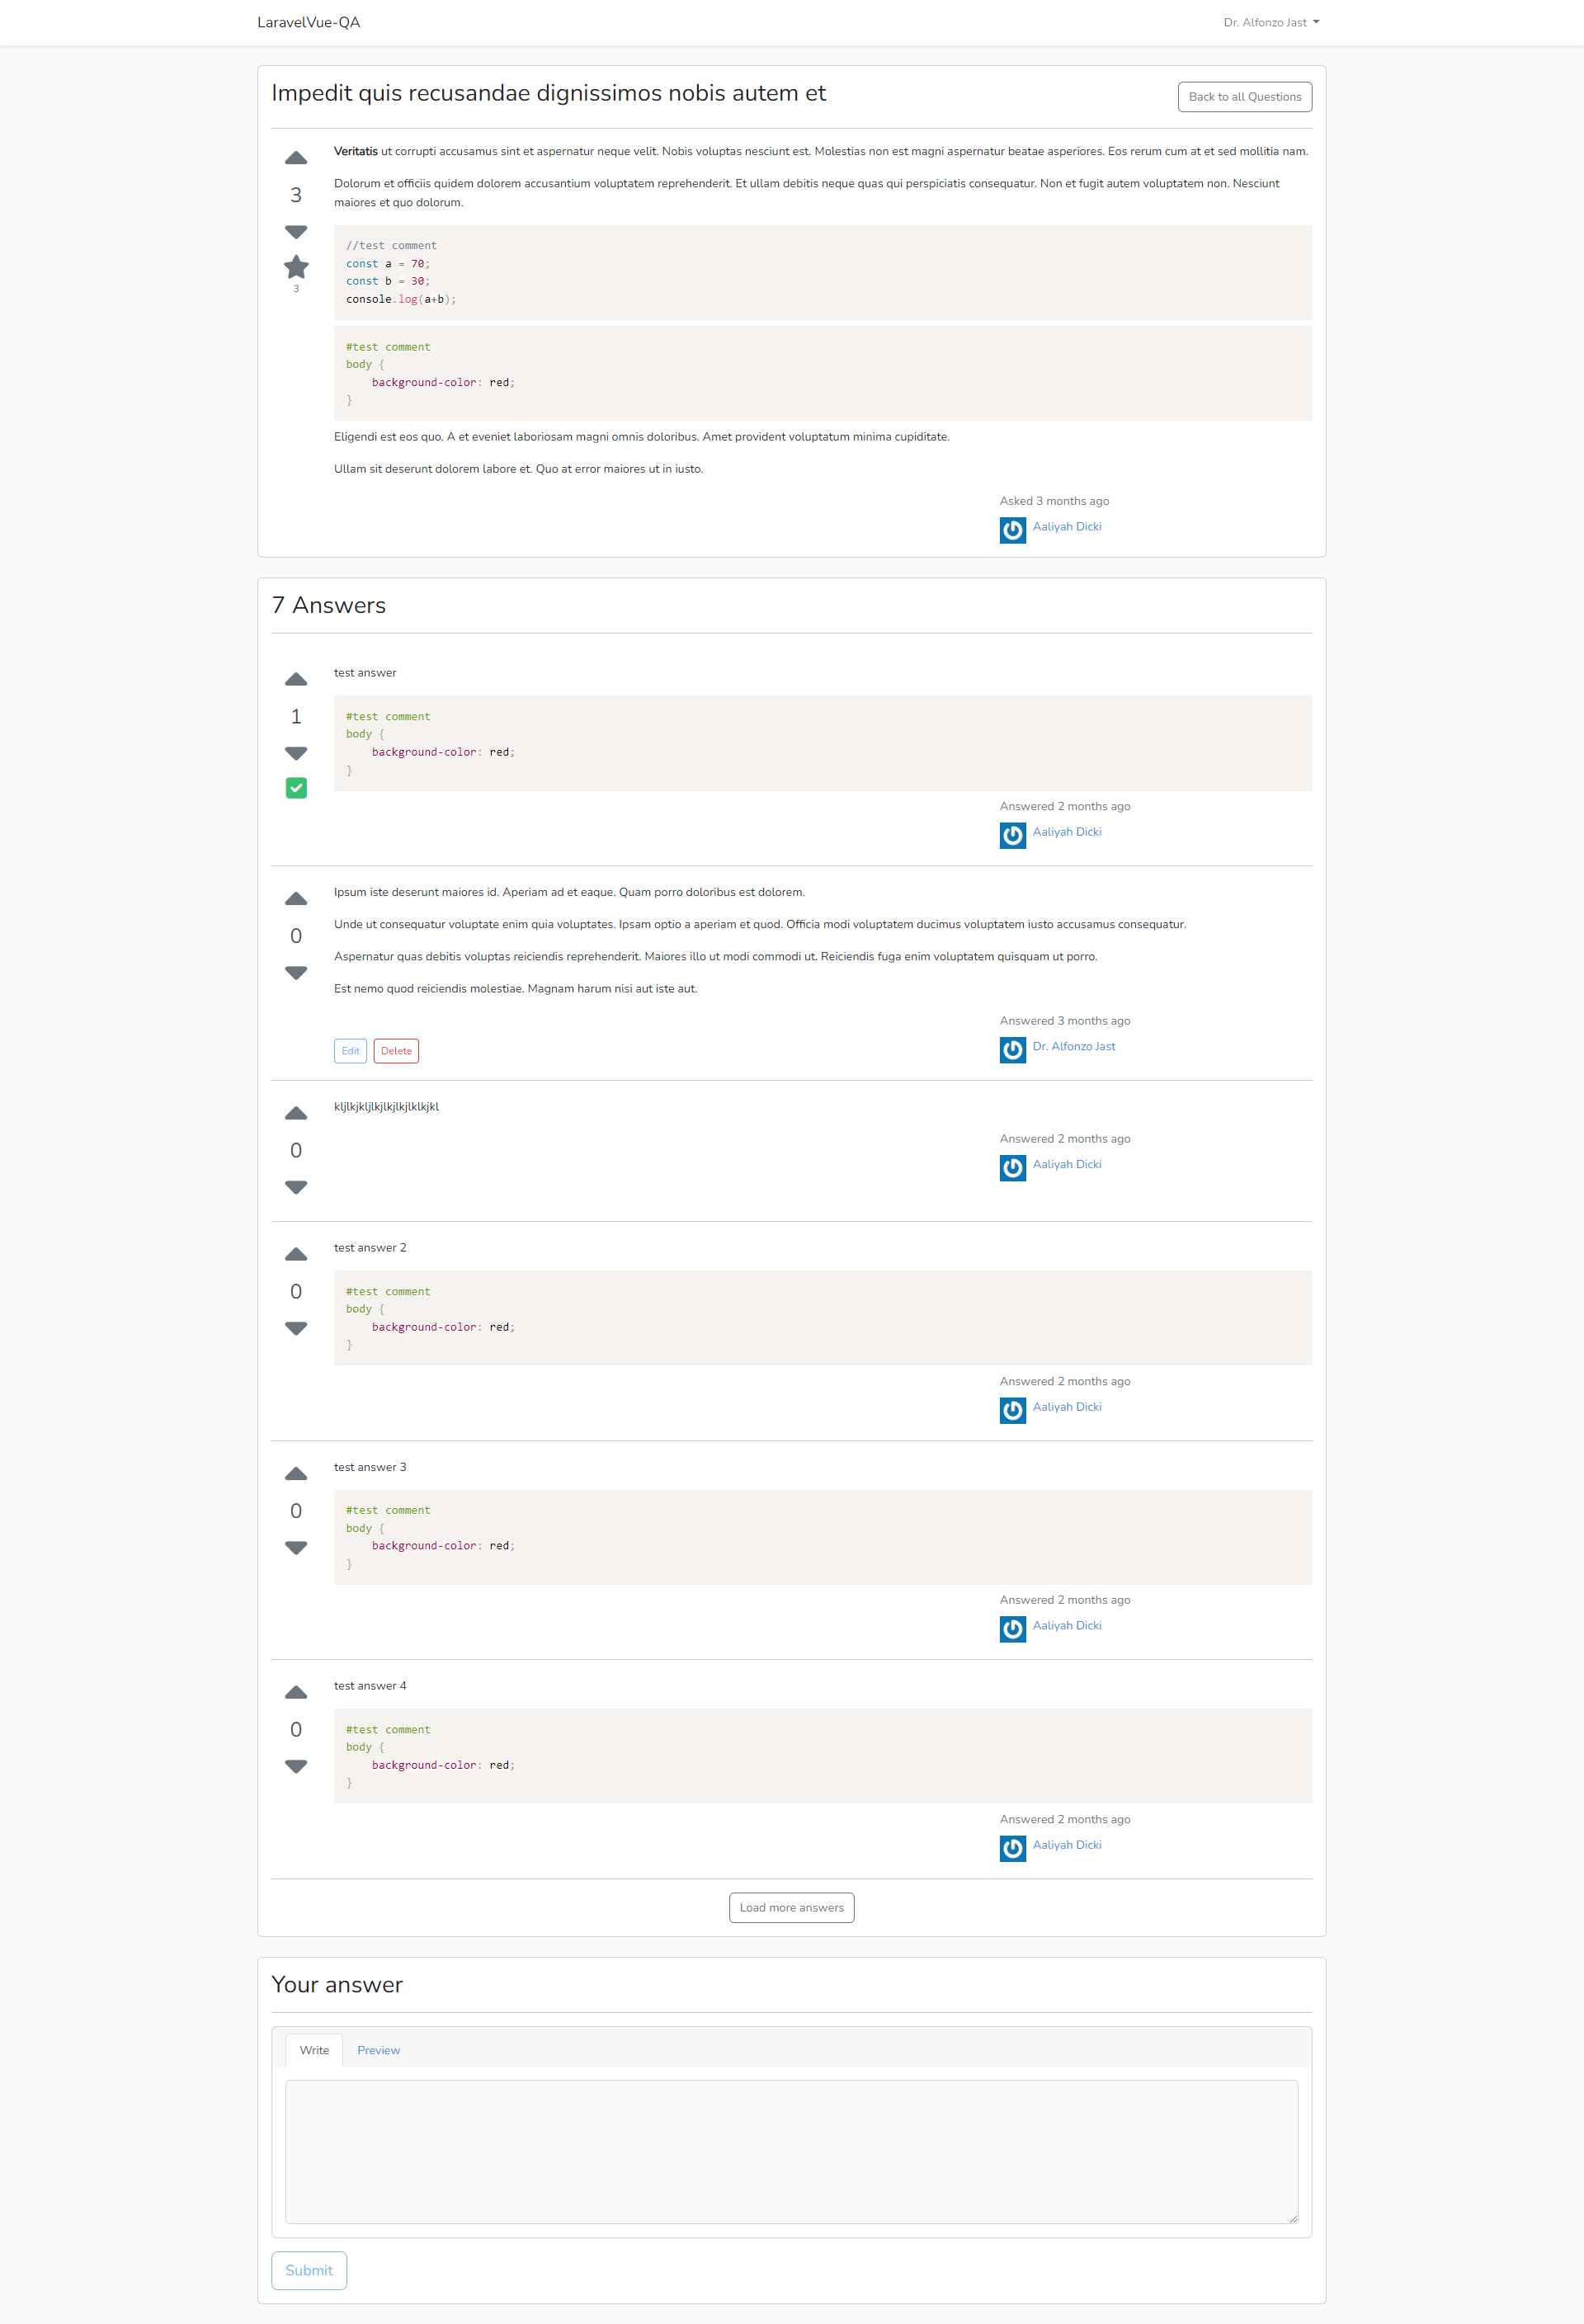 LaravelVue-QA
Dr. Alfonzo Jast
Impedit quis recusandae dignissimos nobis autem et
Back to all Questions
Veritatis ut corrupti accusamus sint et aspernatur neque velit. Nobis voluptas nesciunt est. Molestias non est magni aspernatur beatae asperiores. Eos rerum cum at et sed mollitia nam.
3
Dolorum et officiis quidem dolorem accusantium voluptatem reprehenderit. Et ullam debitis neque quas qui perspiciatis consequatur. Non et fugit autem voluptatem non. Nesciunt
maiores et quo dolorum.
3
//test comment
const a = 70;
const b = 30;
console.log(a+b);
#test comment
body {
    background-color: red;
}
Eligendi est eos quo. A et eveniet laboriosam magni omnis doloribus. Amet provident voluptatum minima cupiditate.
Ullam sit deserunt dolorem labore et. Quo at error maiores ut in iusto.
Asked 3 months ago
Aaliyah Dicki
7 Answers
test answer
1
#test comment
body {
    background-color: red;
}
Answered 2 months ago
Aaliyah Dicki
Ipsum iste deserunt maiores id. Aperiam ad et eaque. Quam porro doloribus est dolorem.
0
Unde ut consequatur voluptate enim quia voluptates. Ipsam optio a aperiam et quod. Officia modi voluptatem ducimus voluptatem iusto accusamus consequatur.
Aspernatur quas debitis voluptas reiciendis reprehenderit. Maiores illo ut modi commodi ut. Reiciendis fuga enim voluptatem quisquam ut porro.
Est nemo quod reiciendis molestiae. Magnam harum nisi aut iste aut.
Answered 3 months ago
Edit
Delete
Dr. Alfonzo Jast
kljlkjkljlkjlkjlkjlklkjkl
0
Answered 2 months ago
Aaliyah Dicki
test answer 2
0
#test comment
body {
    background-color: red;
}
Answered 2 months ago
Aaliyah Dicki
test answer 3
0
#test comment
body {
    background-color: red;
}
Answered 2 months ago
Aaliyah Dicki
test answer 4
0
#test comment
body {
    background-color: red;
}
Answered 2 months ago
Aaliyah Dicki
Load more answers
Your answer
Write
Preview
Submit